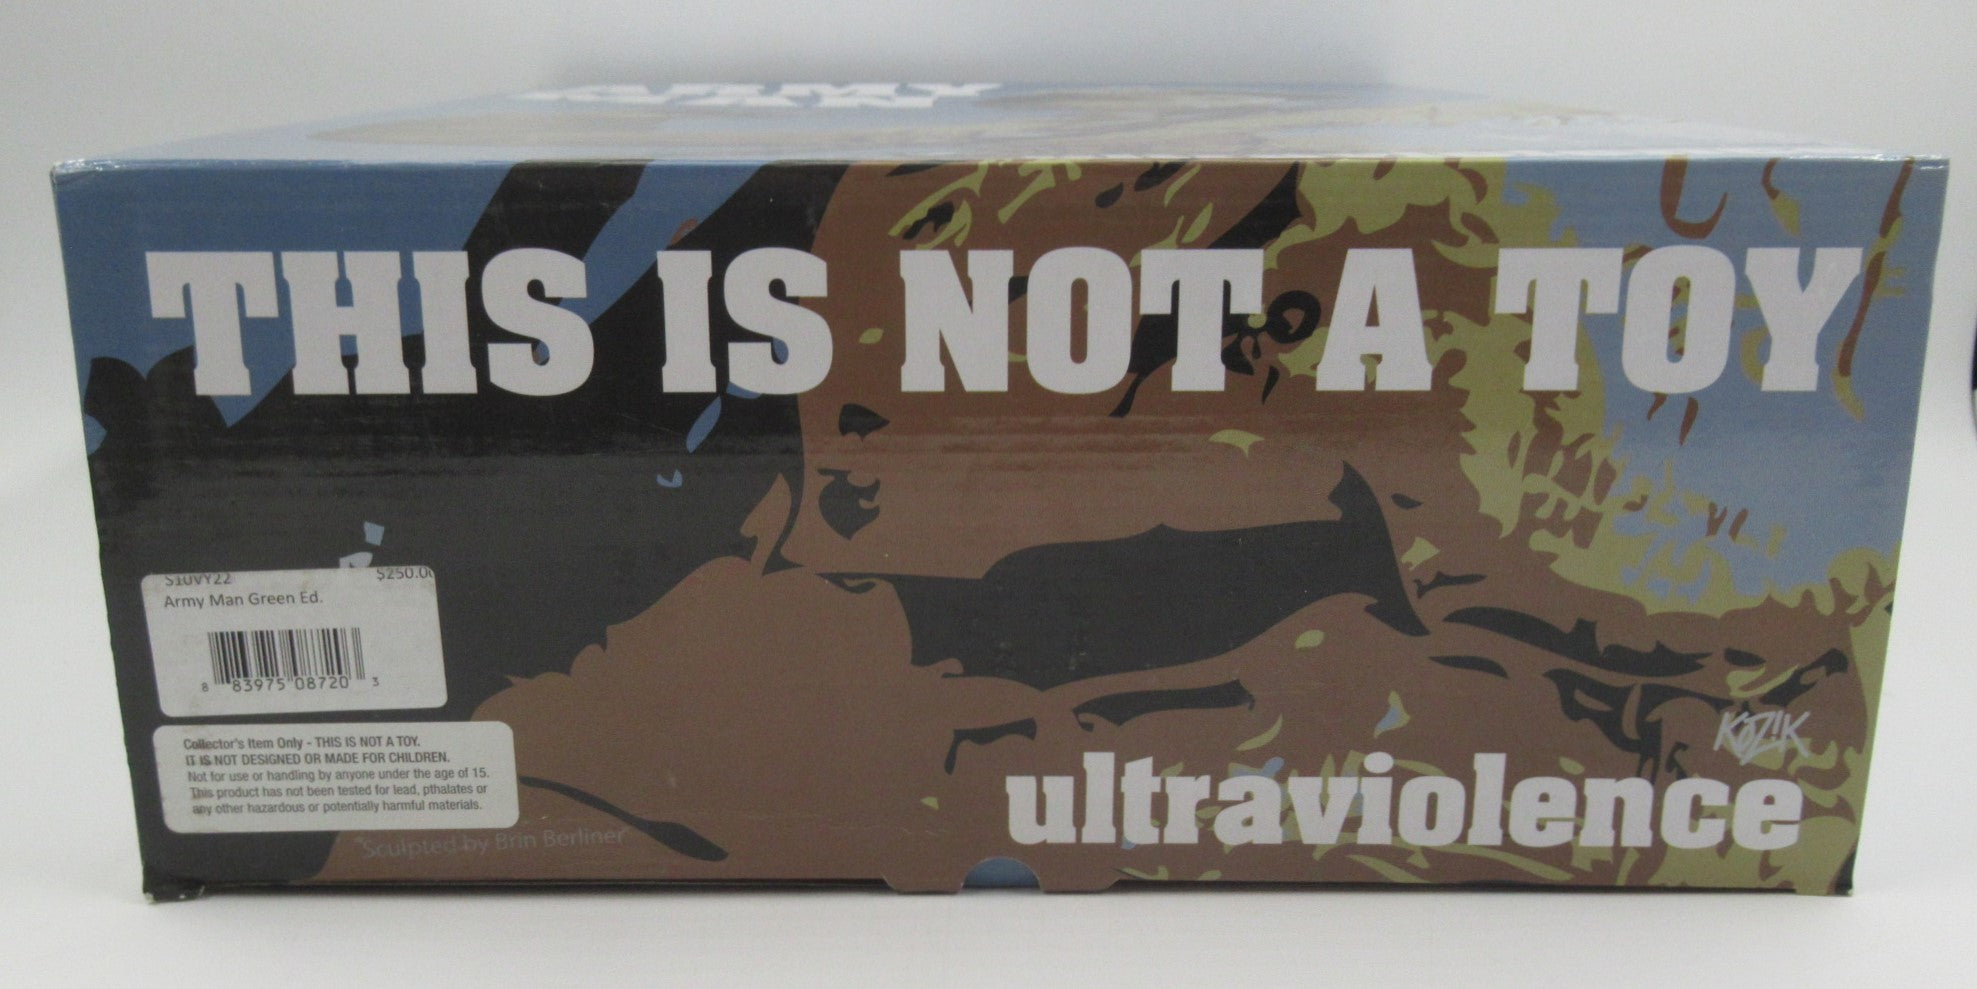 ARMY
MAN
THIS IS NOT A TOY
S10VY22 $250.00
Army Man Green Ed.
8 83975 08720 3
Collector's Item Only - THIS IS NOT A TOY.
IT IS NOT DESIGNED OR MADE FOR CHILDREN.
Not for use or handling by anyone under the age of 15.
This product has not been tested for lead, pthalates or
any other hazardous or potentially harmful materials.
"Sculpted by Brin Berliner"
KOZIK
ultraviolence